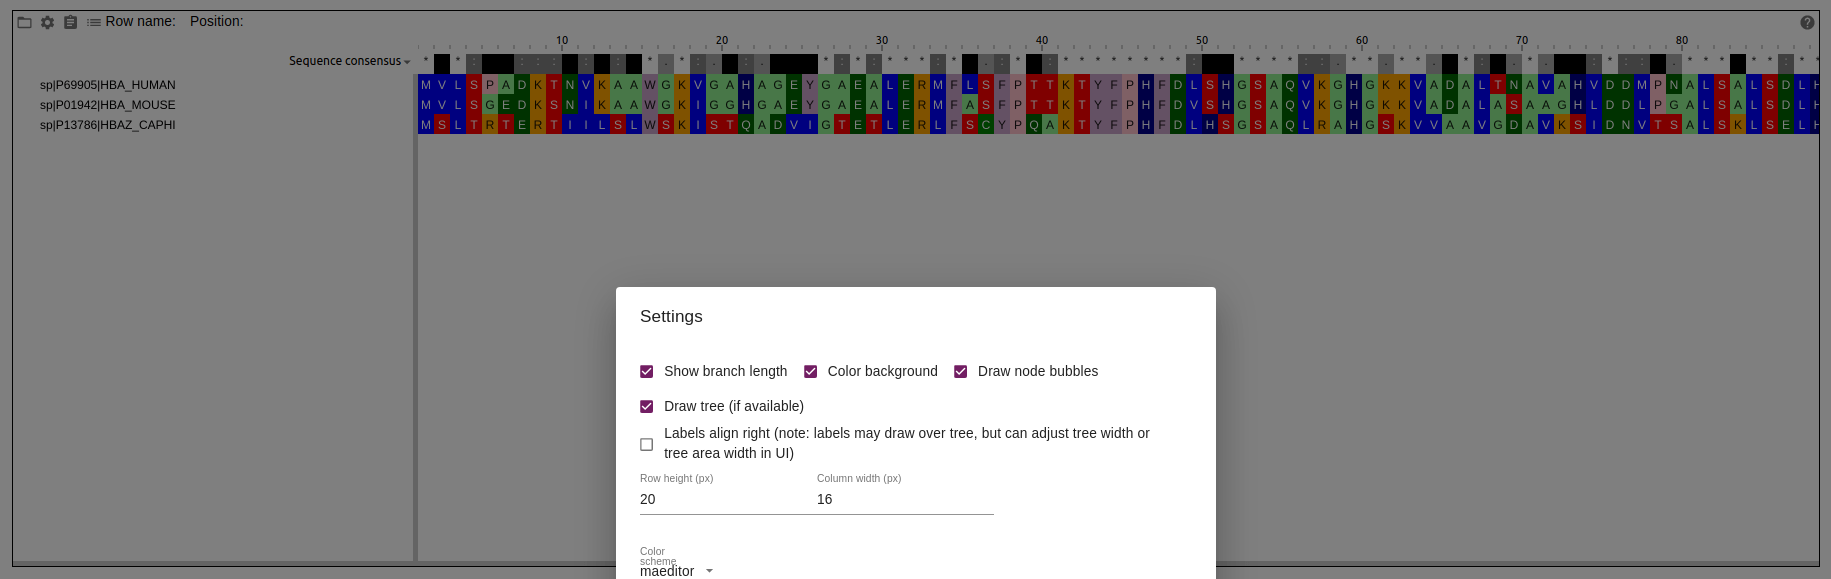 Row name: Position:
10 20 30 40 50 60 70 80
Sequence consensus
sp|P69905|HBA_HUMAN M V L S P A D K T N V K A A W G K V G A H A G E Y G A E A L E R M F L S F P T T K T Y F P H F D L S H G S A Q V K G H G K K V A D A L T N A V A H V D D M P N A L S A L S D L H
sp|P01942|HBA_MOUSE M V L S G E D K S N I K A A W G K I G G H G A E Y G A E A L E R M F A S F P T T K T Y F P H F D V S H G S A Q V K G H G K K V A D A L A S A A G H L D D L P G A L S A L S D L H
sp|P13786|HBAZ_CAPHI M S L T R T E R T I I L S L W S K I S T Q A D V I G T E T L E R L F S C Y P Q A K T Y F P H F D L H S G S A Q L R A H G S K V V A A V G D A V K S I D N V T S A L S K L S E L H
Settings
Show branch length Color background Draw node bubbles
Draw tree (if available)
Labels align right (note: labels may draw over tree, but can adjust tree width or
tree area width in UI)
Row height (px) Column width (px)
20 16
Color
scheme
maeditor